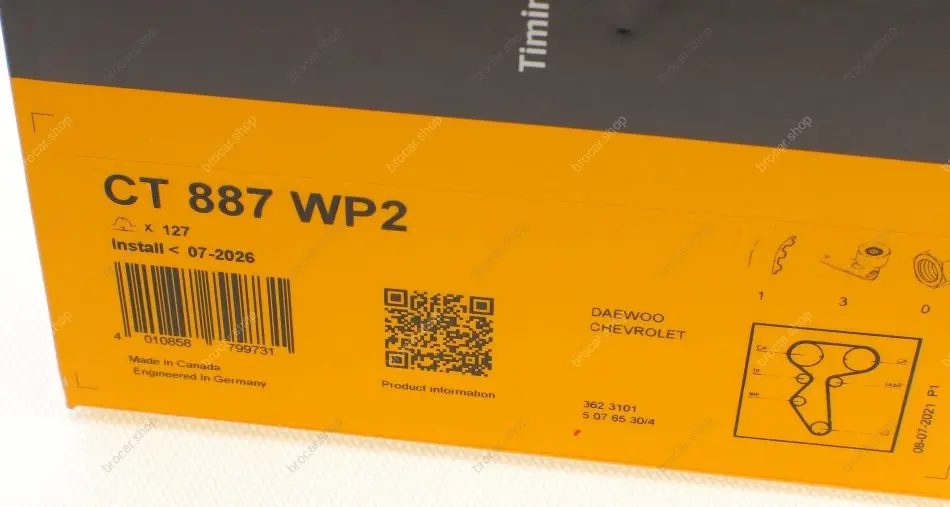 Timin
CT 887 WP2
x 127
Install < 07-2026
4 010858 799731
Made in Canada
Engineered in Germany
Product information
DAEWOO
CHEVROLET
362 3101
5 07 65 30/4
1 3 0
08-07-2021 P1
brocar.shop